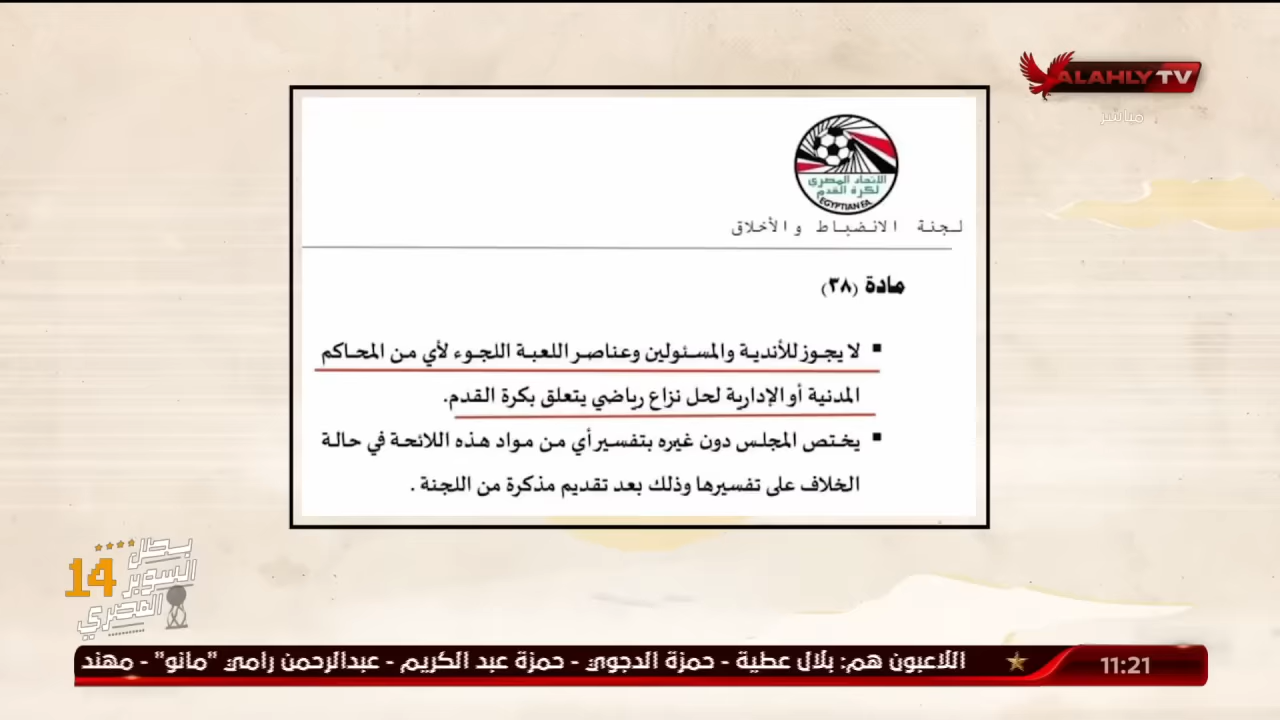 ALAHLY TV
مباشر
الاتحاد المصرى
لكرة القدم
EGYPTIAN F.A.
لجنة الانضباط والأخلاق
مادة (٣٨)
▪ لا يجوز للأندية والمسئولين وعناصر اللعبة اللجوء لأي من المحاكم
المدنية أو الإدارية لحل نزاع رياضي يتعلق بكرة القدم.
▪ يختص المجلس دون غيره بتفسير أي من مواد هذه اللائحة في حالة
الخلاف على تفسيرها وذلك بعد تقديم مذكرة من اللجنة .
بطل
السوبر 14
المصري
اللاعبون هم: بلال عطية - حمزة الدجوي - حمزة عبد الكريم - عبدالرحمن رامي "مانو" - مهند
11:21